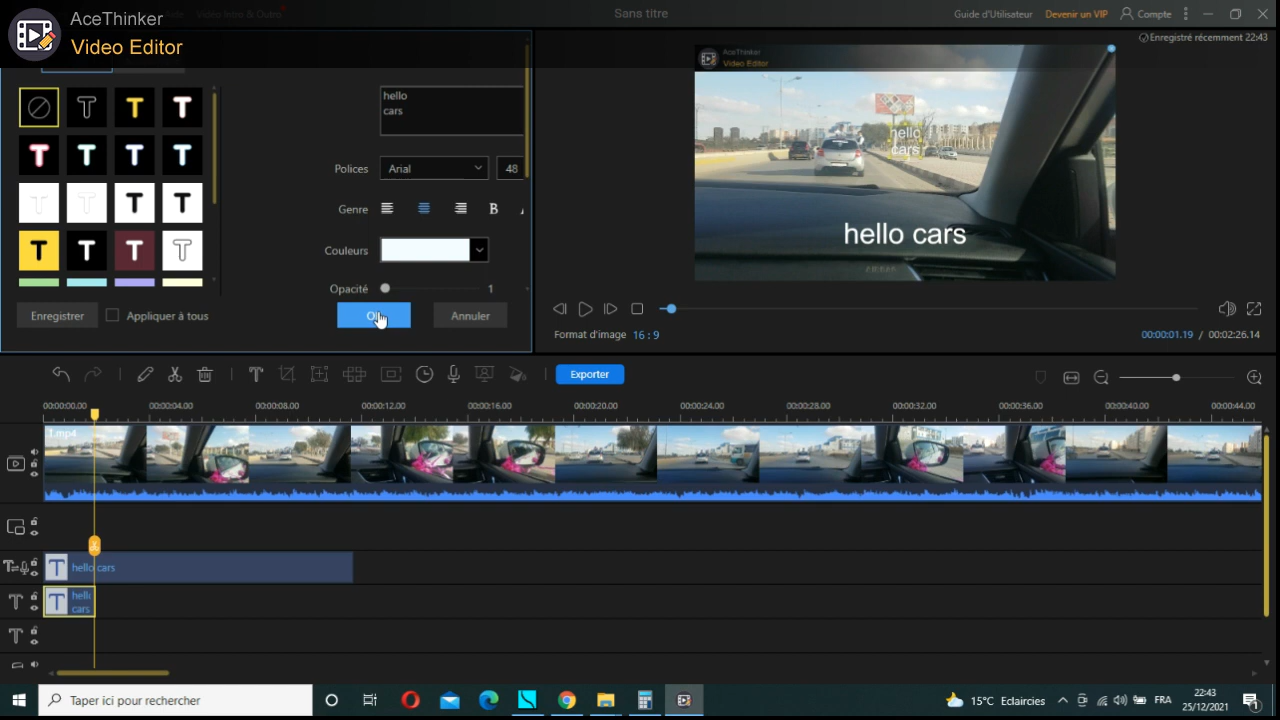 AceThinker
Video Editor
Sans titre
Guide d'Utilisateur
Devenir un VIP
Compte
Enregistré récemment 22:43
hello
cars
Polices
Arial
48
Genre
B
Couleurs
Opacité
1
Enregistrer
Appliquer à tous
Annuler
AceThinker
Video Editor
hello
cars
hello cars
AIRBAG
Format d'image 16 : 9
00:00:01.19 / 00:02:26.14
Exporter
00:00:00.00 00:00:04.00 00:00:08.00 00:00:12.00 00:00:16.00 00:00:20.00 00:00:24.00 00:00:28.00 00:00:32.00 00:00:36.00 00:00:40.00 00:00:44.00
1.mp4
hello cars
hell
cars
Taper ici pour rechercher
15°C Eclaircies
FRA
22:43
25/12/2021
1